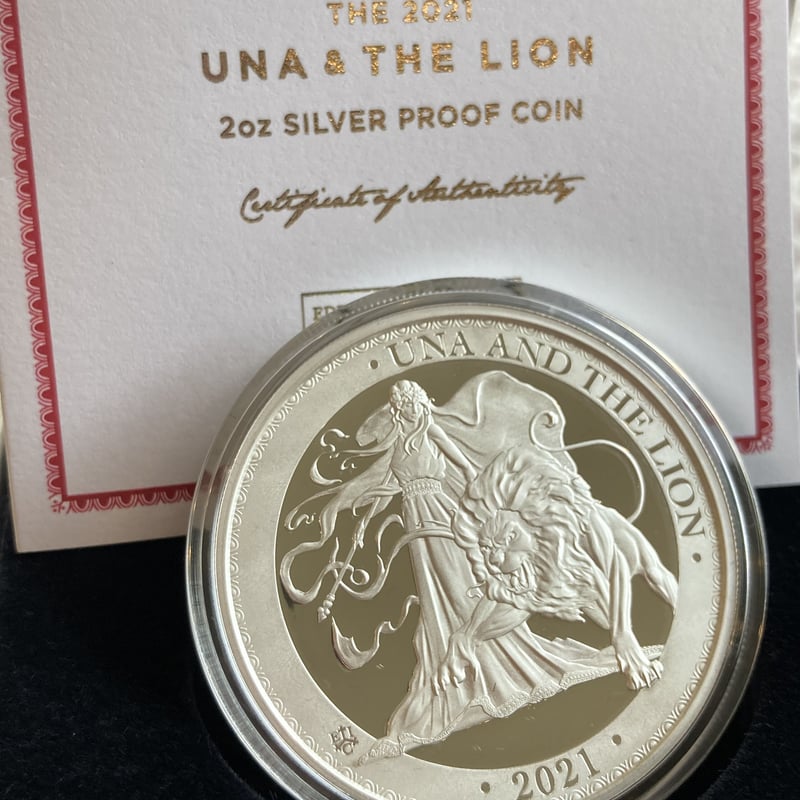 THE 2021
UNA & THE LION
2oz SILVER PROOF COIN
Certificate of Authenticity
• UNA AND THE LION •
• 2021 •